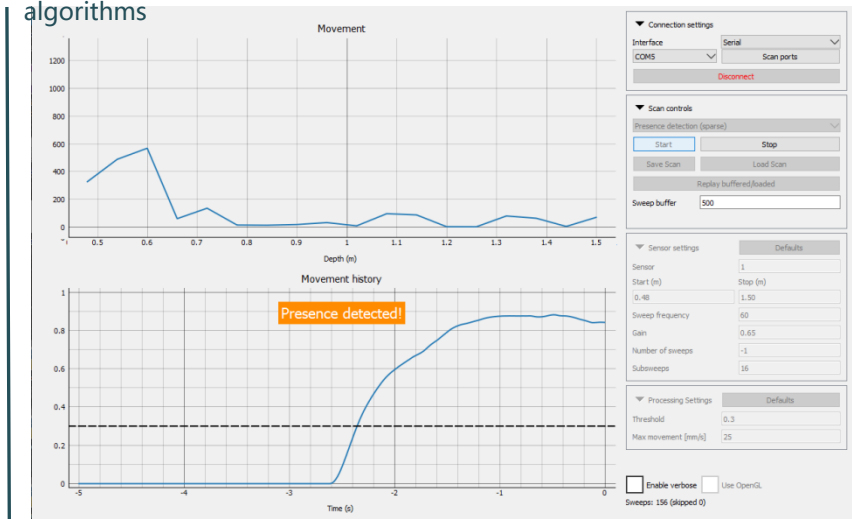 algorithms
Movement
1200
1000
800
600
400
200
0
0.5 0.6 0.7 0.8 0.9 1 1.1 1.2 1.3 1.4 1.5
Depth (m)
Movement history
Presence detected!
1
0.8
0.6
0.4
0.2
0
-5 -4 -3 -2 -1 0
Time (s)
Connection settings
Interface Serial
COM5 Scan ports
Disconnect
Scan controls
Presence detection (sparse)
Start Stop
Save Scan Load Scan
Replay buffered/loaded
Sweep buffer 500
Sensor settings Defaults
Sensor 1
Start (m) Stop (m)
0.48 1.50
Sweep frequency 60
Gain 0.65
Number of sweeps -1
Subsweeps 16
Processing Settings Defaults
Threshold 0.3
Max movement [mm/s] 25
Enable verbose Use OpenGL
Sweeps: 156 (skipped 0)